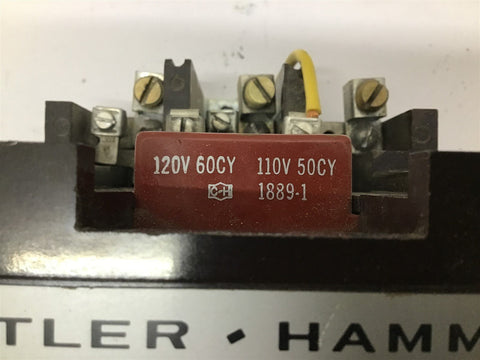 120V 60CY 110V 50CY
C-H 1889-1
TLER · HAMM